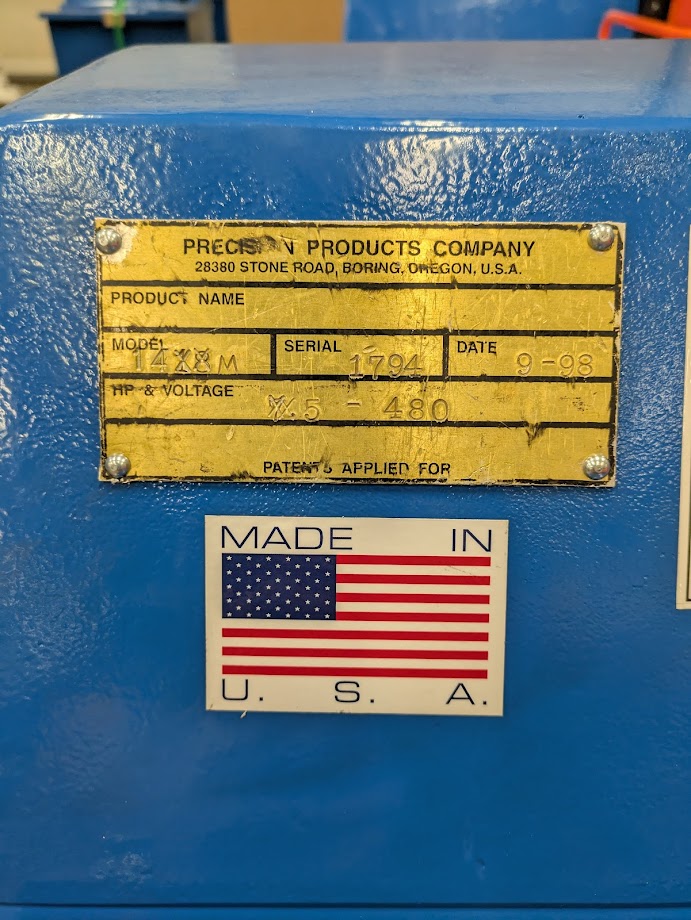 PRECISION PRODUCTS COMPANY
28380 STONE ROAD, BORING, OREGON, U.S.A.
PRODUCT NAME
MODEL SERIAL DATE
1794 9-98
HP & VOLTAGE
- 480
PATENTS APPLIED FOR
MADE IN
U. S. A.